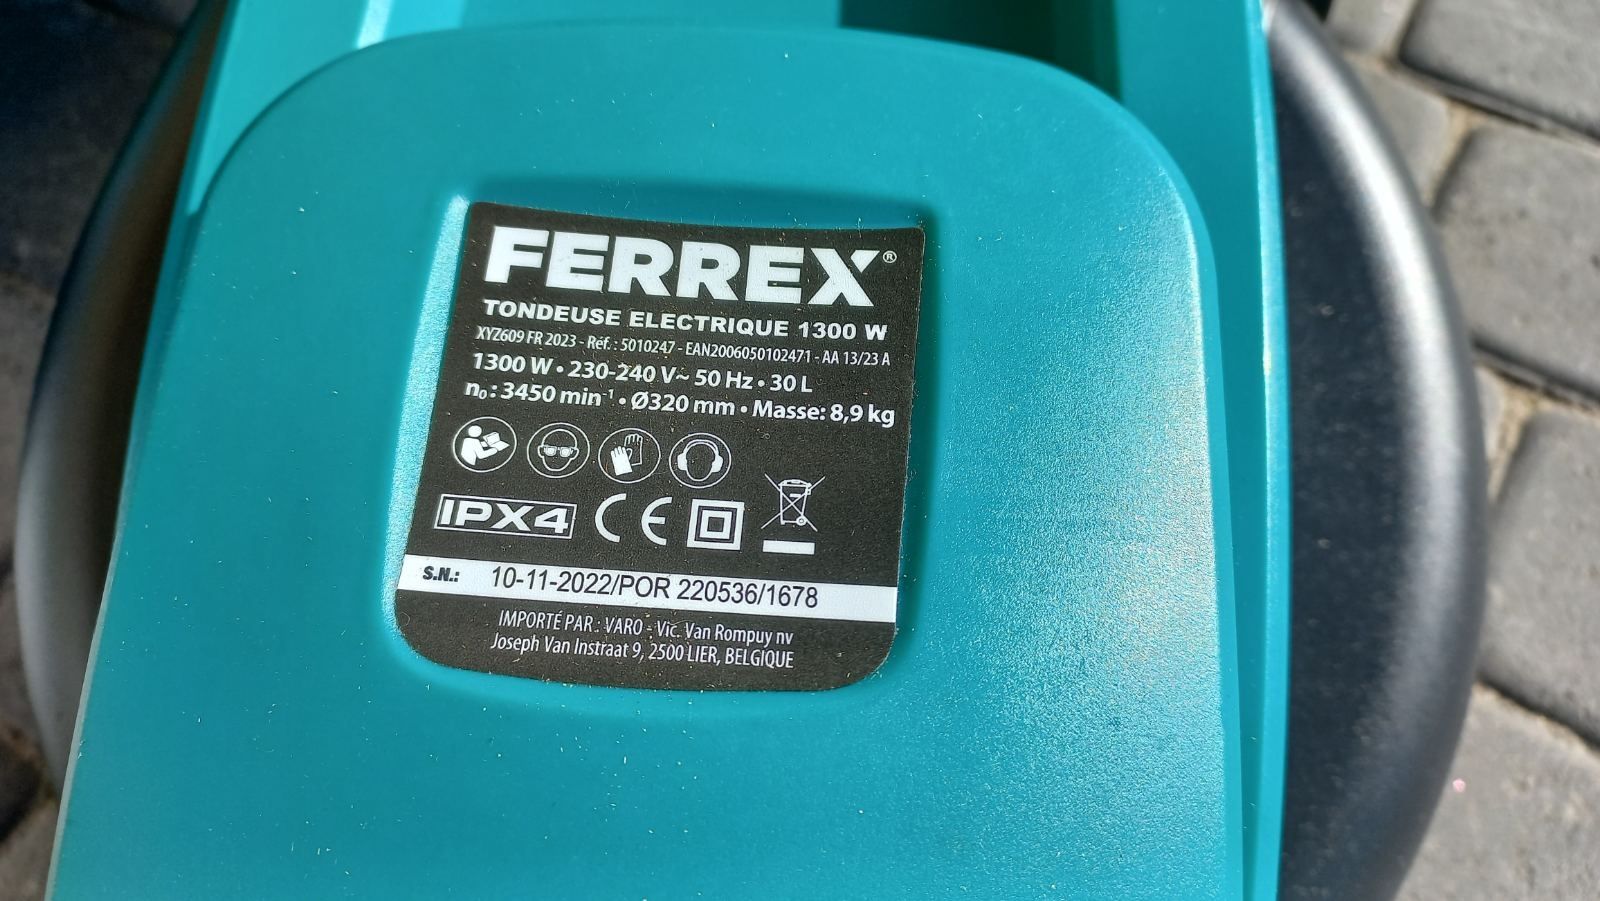 FERREX®
TONDEUSE ELECTRIQUE 1300 W
XYZ609 FR 2023 - Réf. : 5010247 - EAN2006050102471 - AA 13/23 A
1300 W • 230-240 V~ 50 Hz • 30 L
n₀ : 3450 min⁻¹ • Ø320 mm • Masse: 8,9 kg
IPX4 CE
S.N.: 10-11-2022/POR 220536/1678
IMPORTÉ PAR : VARO - Vic. Van Rompuy nv
Joseph Van Instraat 9, 2500 LIER, BELGIQUE